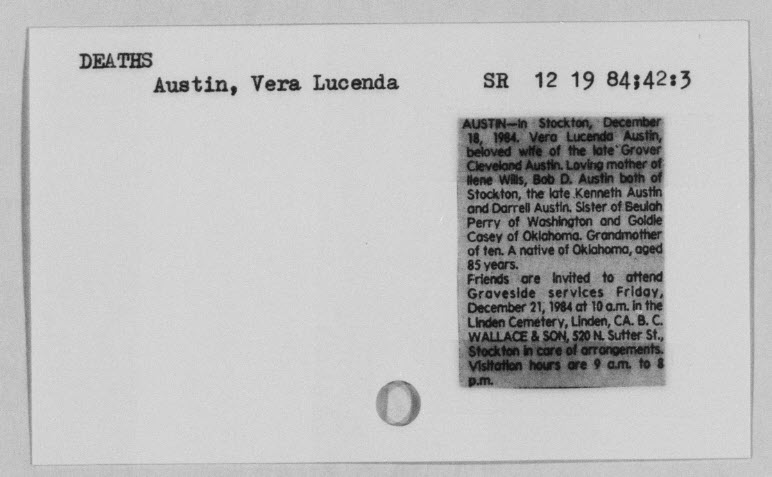 DEATHS
Austin, Vera Lucenda
SR 12 19 84;42:3
AUSTIN—In Stockton, December
18, 1984. Vera Lucenda Austin,
beloved wife of the late Grover
Cleveland Austin. Loving mother of
Ilene Wills, Bob D. Austin both of
Stockton, the late Kenneth Austin
and Darrell Austin. Sister of Beulah
Perry of Washington and Goldie
Casey of Oklahoma. Grandmother
of ten. A native of Oklahoma, aged
85 years.
Friends are invited to attend
Graveside services Friday,
December 21, 1984 at 10 a.m. in the
Linden Cemetery, Linden, CA. B. C.
WALLACE & SON, 520 N. Sutter St.,
Stockton in care of arrangements.
Visitation hours are 9 a.m. to 8
p.m.